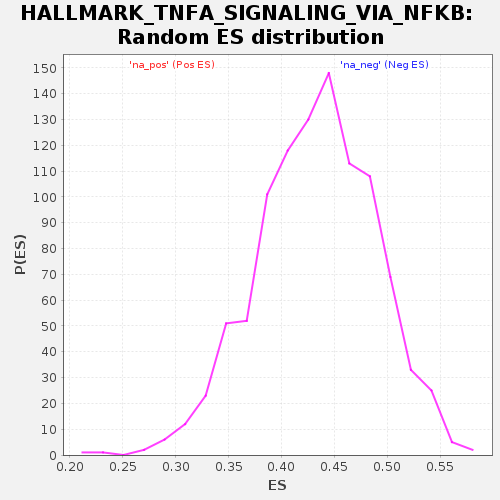 HALLMARK_TNFA_SIGNALING_VIA_NFKB:
Random ES distribution
'na_pos' (Pos ES)
'na_neg' (Neg ES)
150
140
130
120
110
100
90
80
70
60
50
40
30
20
10
0
P(ES)
0.20 0.25 0.30 0.35 0.40 0.45 0.50 0.55
ES